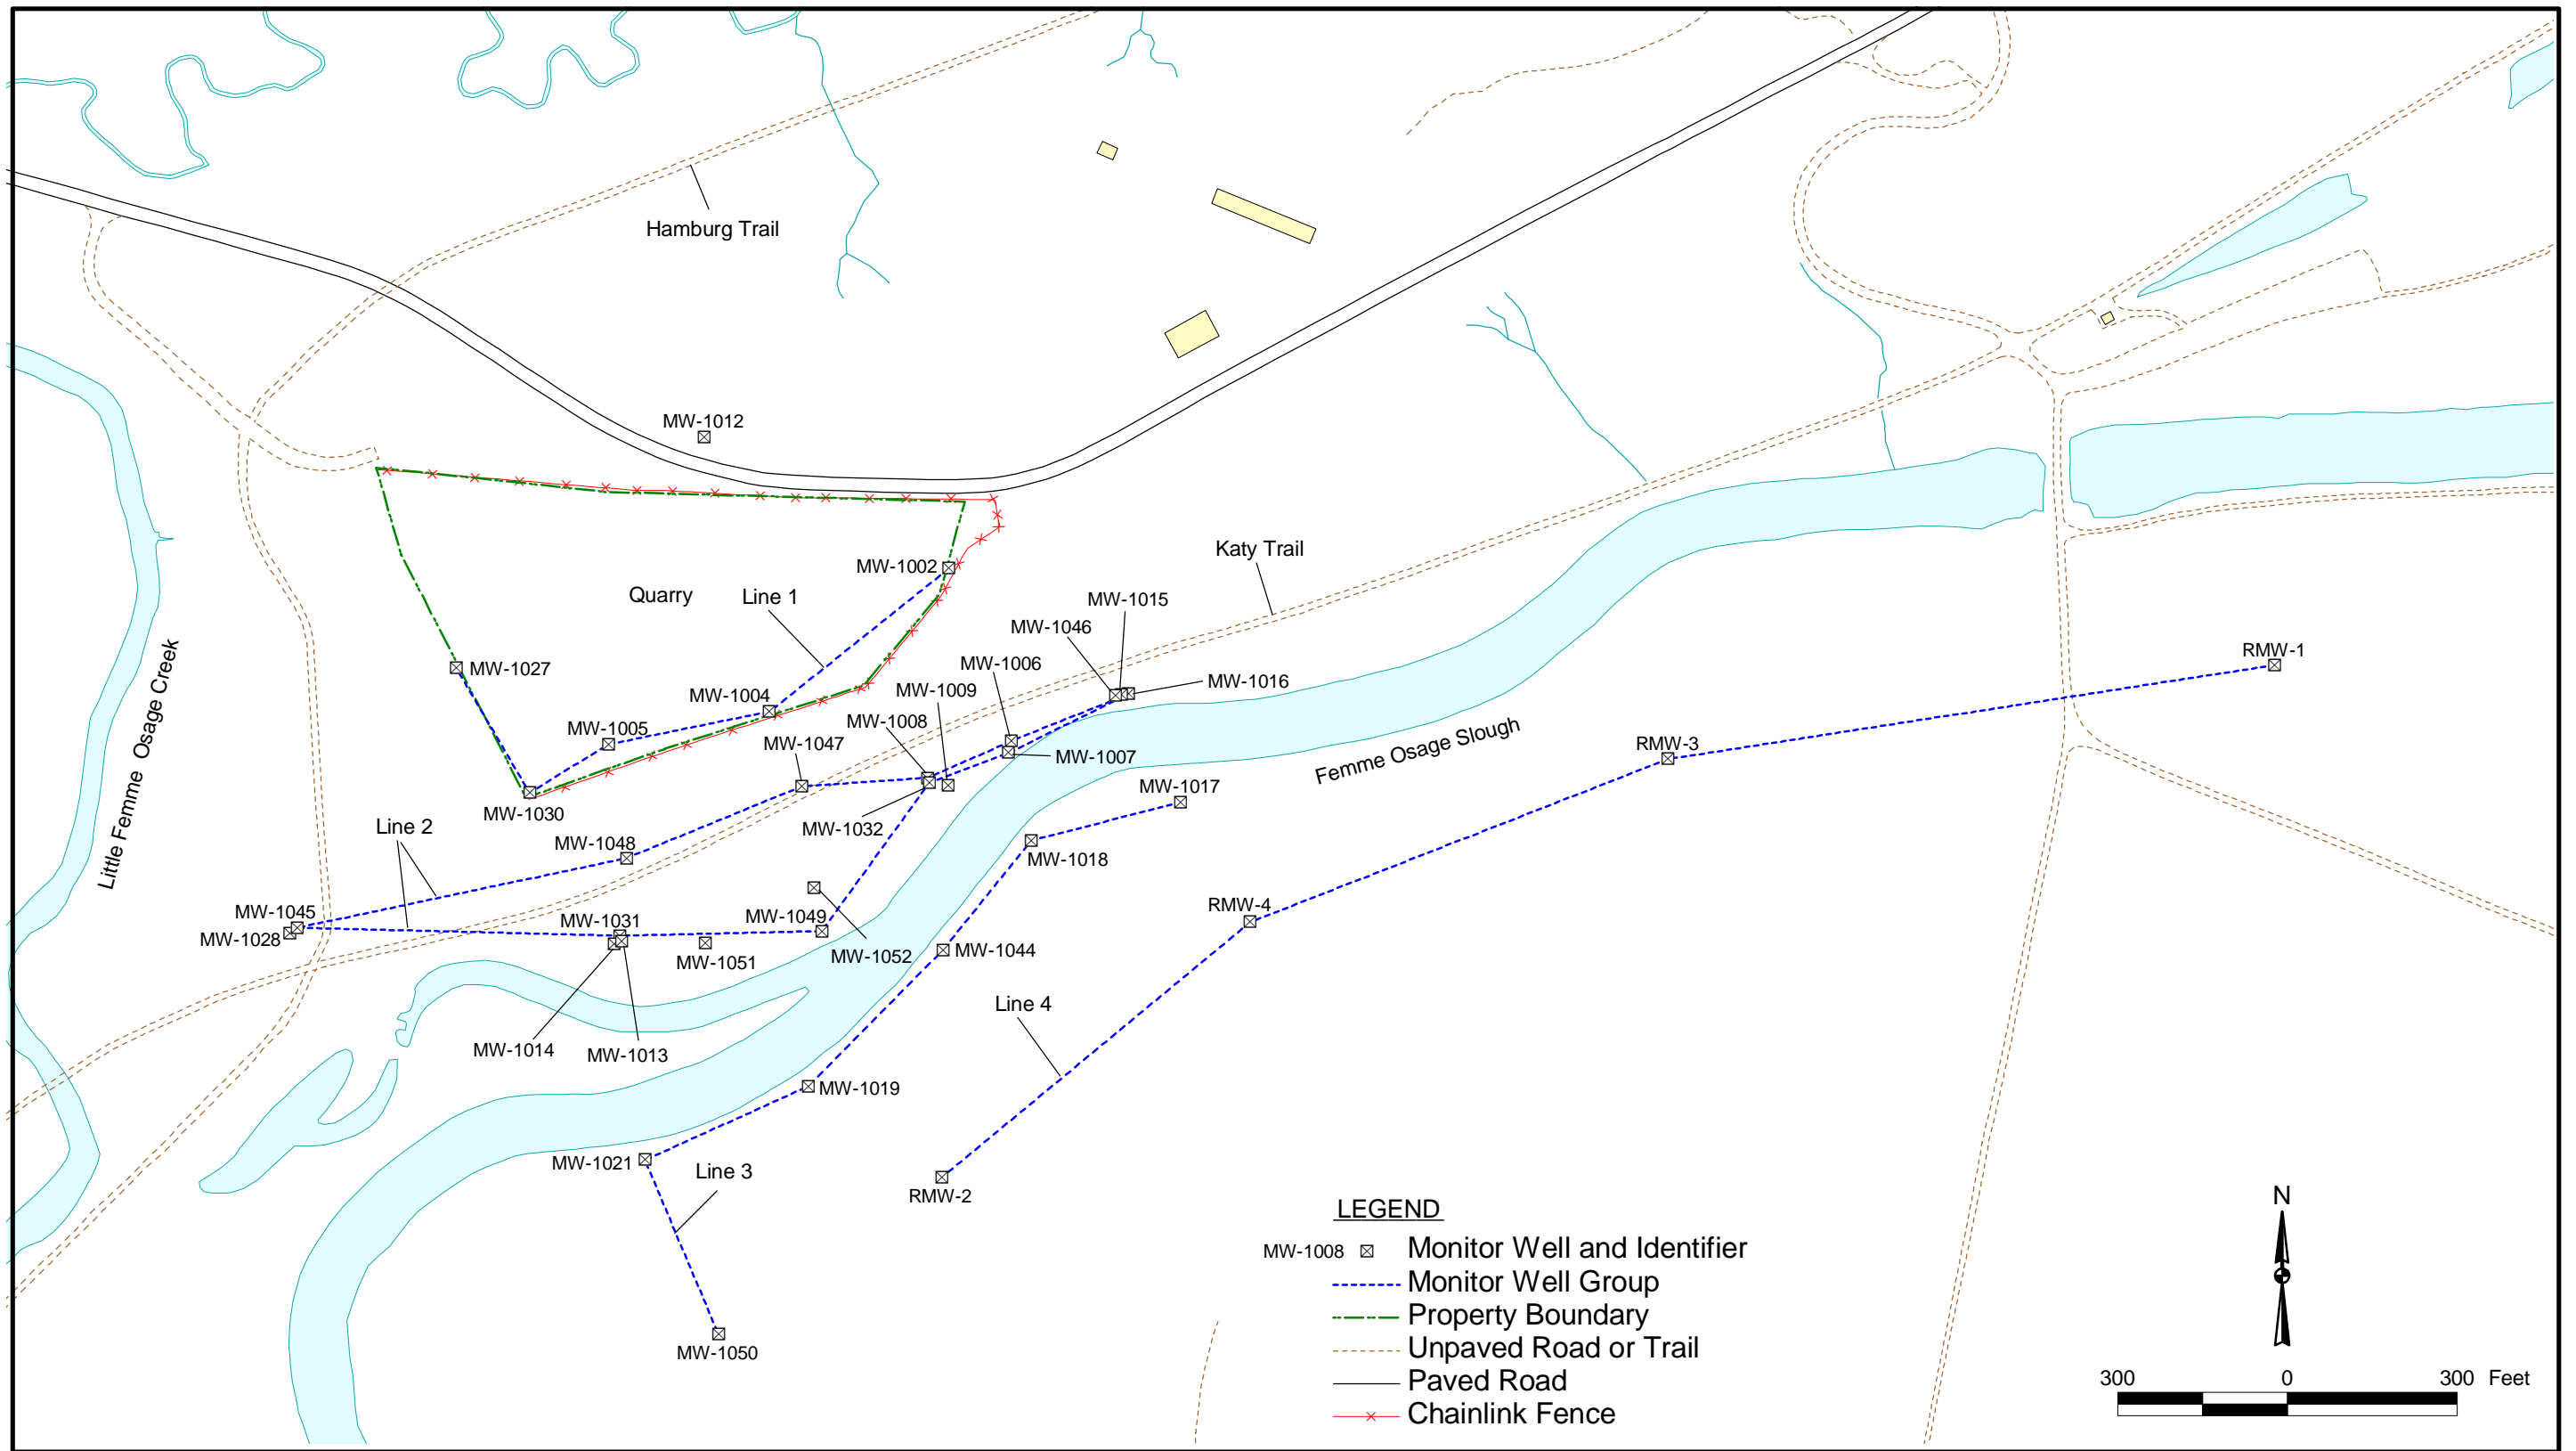 Hamburg Trail
MW-1012
Katy Trail
MW-1002
Quarry
Line 1
MW-1015
MW-1046
MW-1006
RMW-1
MW-1027
MW-1016
MW-1009
MW-1004
MW-1008
MW-1005
MW-1047
MW-1007
Femme Osage Slough
RMW-3
Little Femme Osage Creek
MW-1017
MW-1030
Line 2
MW-1032
MW-1048
MW-1018
RMW-4
MW-1045
MW-1031
MW-1049
MW-1028
MW-1044
MW-1052
MW-1051
Line 4
MW-1014
MW-1013
MW-1019
MW-1021
Line 3
RMW-2
MW-1050
LEGEND
MW-1008 Monitor Well and Identifier
Monitor Well Group
Property Boundary
Unpaved Road or Trail
Paved Road
Chainlink Fence
N
300 0 300 Feet